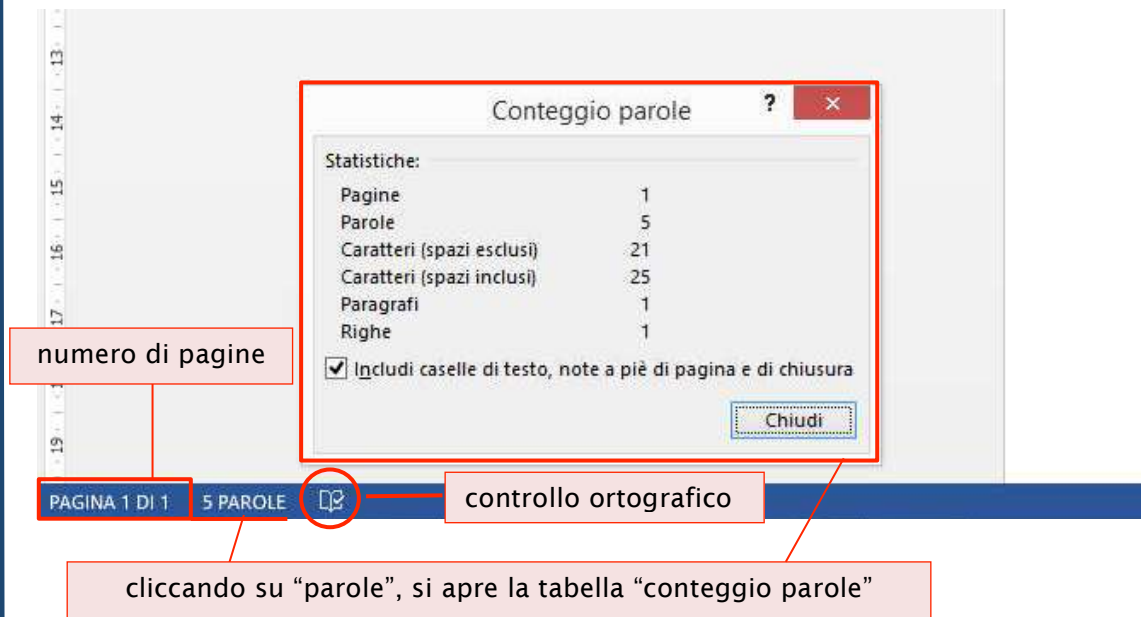 13
14
15
16
17
19
Conteggio parole ? ×
Statistiche:
Pagine 1
Parole 5
Caratteri (spazi esclusi) 21
Caratteri (spazi inclusi) 25
Paragrafi 1
Righe 1
Includi caselle di testo, note a piè di pagina e di chiusura
Chiudi
numero di pagine
PAGINA 1 DI 1 5 PAROLE
controllo ortografico
cliccando su “parole”, si apre la tabella “conteggio parole”